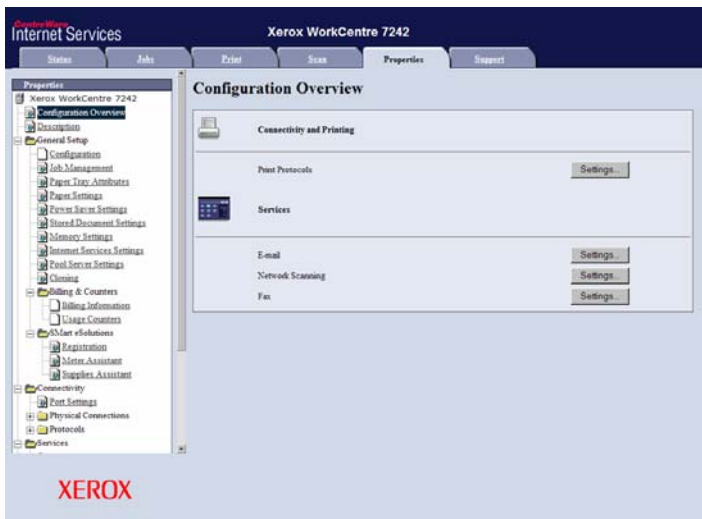 CentreWare
Internet Services
Xerox WorkCentre 7242
Status
Jobs
Print
Scan
Properties
Support
Properties
Xerox WorkCentre 7242
Configuration Overview
Description
General Setup
Configuration
Job Management
Paper Tray Attributes
Paper Settings
Power Saver Settings
Stored Document Settings
Memory Settings
Internet Services Settings
Pool Server Settings
Cloning
Billing & Counters
Billing Information
Usage Counters
SMart eSolutions
Registration
Meter Assistant
Supplies Assistant
Connectivity
Port Settings
Physical Connections
Protocols
Services
Configuration Overview
Connectivity and Printing
Print Protocols Settings...
Services
E-mail Settings...
Network Scanning Settings...
Fax Settings...
XEROX